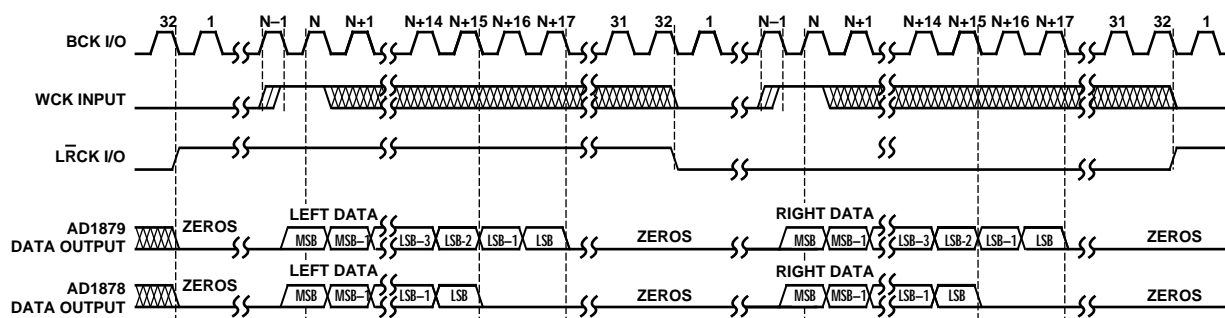 32 1 N–1 N N+1 N+14 N+15 N+16 N+17 31 32 1 N–1 N N+1 N+14 N+15 N+16 N+17 31 32 1
BCK I/O
WCK INPUT
LR̅CK I/O
AD1879 DATA OUTPUT
ZEROS LEFT DATA ZEROS RIGHT DATA ZEROS
MSB MSB–1 LSB–3 LSB-2 LSB–1 LSB MSB MSB–1 LSB–3 LSB-2 LSB–1 LSB
AD1878 DATA OUTPUT
ZEROS LEFT DATA ZEROS RIGHT DATA ZEROS
MSB MSB–1 LSB–1 LSB MSB MSB–1 LSB–1 LSB